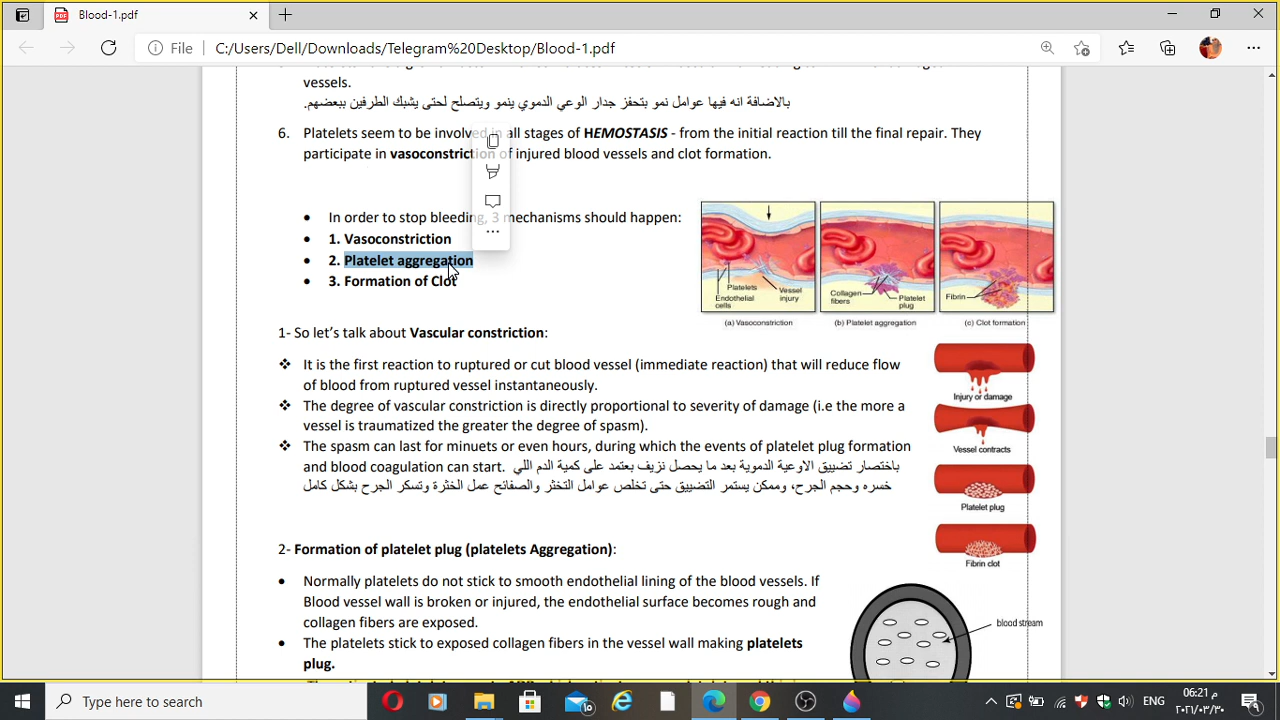 Blood-1.pdf
File
C:/Users/Dell/Downloads/Telegram%20Desktop/Blood-1.pdf
vessels.
بالاضافة انه فيها عوامل نمو بتحفز جدار الوعي الدموي ينمو ويتصلح لحتى يشبك الطرفين ببعضهم.
6. Platelets seem to be involved in all stages of HEMOSTASIS - from the initial reaction till the final repair. They
participate in vasoconstriction of injured blood vessels and clot formation.
• In order to stop bleeding, 3 mechanisms should happen:
• 1. Vasoconstriction
• 2. Platelet aggregation
• 3. Formation of Clot
Platelets
Endothelial
cells
Vessel
injury
(a) Vasoconstriction
Collagen
fibers
Platelet
plug
(b) Platelet aggregation
Fibrin
(c) Clot formation
1- So let’s talk about Vascular constriction:
❖ It is the first reaction to ruptured or cut blood vessel (immediate reaction) that will reduce flow
of blood from ruptured vessel instantaneously.
❖ The degree of vascular constriction is directly proportional to severity of damage (i.e the more a
vessel is traumatized the greater the degree of spasm).
❖ The spasm can last for minuets or even hours, during which the events of platelet plug formation
and blood coagulation can start. باختصار تضييق الاوعية الدموية بعد ما يحصل نزيف بعتمد على كمية الدم اللي
خسره وحجم الجرح، وممكن يستمر التضييق حتى تخلص عوامل التخثر والصفائح عمل الخثرة وتسكر الجرح بشكل كامل
Injury or damage
Vessel contracts
Platelet plug
Fibrin clot
2- Formation of platelet plug (platelets Aggregation):
• Normally platelets do not stick to smooth endothelial lining of the blood vessels. If
Blood vessel wall is broken or injured, the endothelial surface becomes rough and
collagen fibers are exposed.
• The platelets stick to exposed collagen fibers in the vessel wall making platelets
plug.
blood stream
Type here to search
ENG
06:21 م
٢٠٢١/٠٣/٣٠